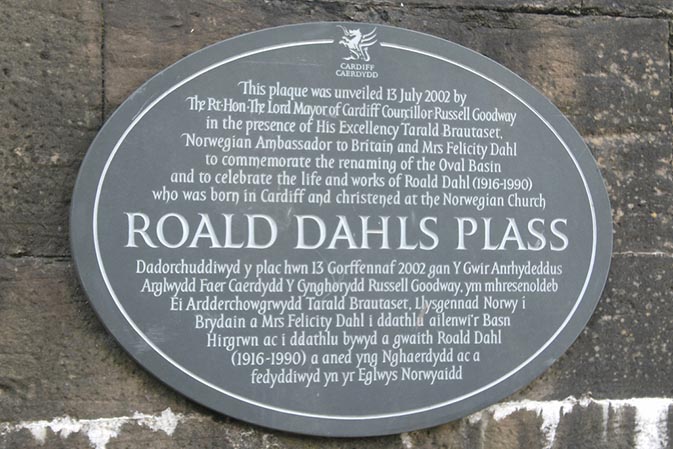 CARDIFF
CAERDYDD
This plaque was unveiled 13 July 2002 by
The Rt·Hon·The Lord Mayor of Cardiff Councillor Russell Goodway
in the presence of His Excellency Tarald Brautaset,
Norwegian Ambassador to Britain and Mrs Felicity Dahl
to commemorate the renaming of the Oval Basin
and to celebrate the life and works of Roald Dahl (1916-1990)
who was born in Cardiff and christened at the Norwegian Church
ROALD DAHLS PLASS
Dadorchuddiwyd y plac hwn 13 Gorffennaf 2002 gan Y Gwir Anrhydeddus
Arglwydd Faer Caerdydd Y Cynghorydd Russell Goodway, ym mhresenoldeb
Ei Ardderchowgrwydd Tarald Brautaset, Llysgennad Norwy i
Brydain a Mrs Felicity Dahl i ddathlu ailenwi'r Basn
Hirgrwn ac i ddathlu bywyd a gwaith Roald Dahl
(1916-1990) a aned yng Nghaerdydd ac a
fedyddiwyd yn yr Eglwys Norwyaidd